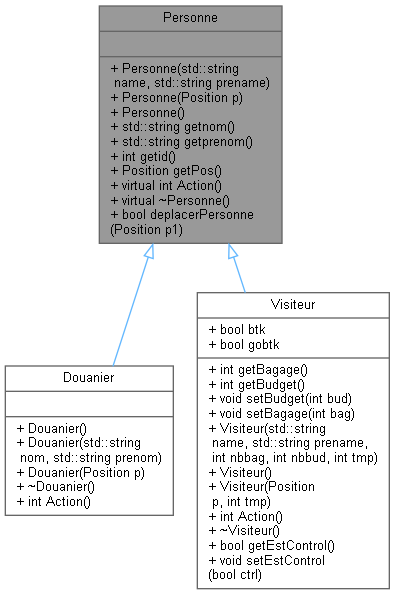 Personne
+ Personne(std::string
name, std::string prename)
+ Personne(Position p)
+ Personne()
+ std::string getnom()
+ std::string getprenom()
+ int getid()
+ Position getPos()
+ virtual int Action()
+ virtual ~Personne()
+ bool deplacerPersonne
(Position p1)
Douanier
+ Douanier()
+ Douanier(std::string
nom, std::string prenom)
+ Douanier(Position p)
+ ~Douanier()
+ int Action()
Visiteur
+ bool btk
+ bool gobtk
+ int getBagage()
+ int getBudget()
+ void setBudget(int bud)
+ void setBagage(int bag)
+ Visiteur(std::string
name, std::string prename,
int nbbag, int nbbud, int tmp)
+ Visiteur()
+ Visiteur(Position
p, int tmp)
+ int Action()
+ ~Visiteur()
+ bool getEstControl()
+ void setEstControl
(bool ctrl)